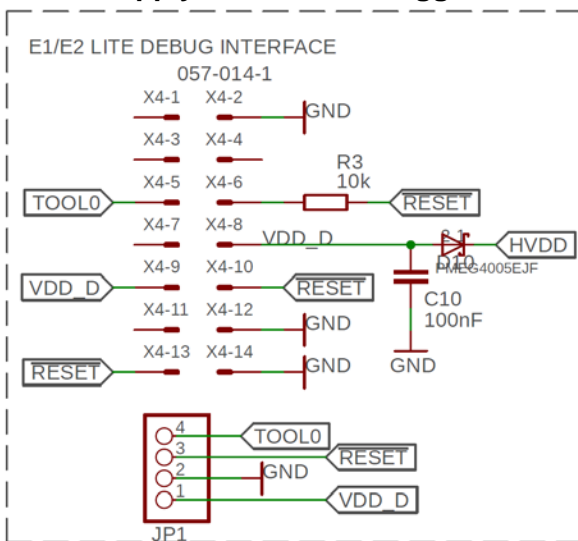 E1/E2 LITE DEBUG INTERFACE
057-014-1
X4-1 X4-2
GND
X4-3 X4-4
R3
10k
X4-5 X4-6
TOOL0
RESET
X4-7 X4-8
VDD_D
2 1
HVDD
D10
PMEG4005EJF
X4-9 X4-10
VDD_D
RESET
C10
100nF
X4-11 X4-12
GND
X4-13 X4-14
RESET
GND
GND
4
TOOL0
3
RESET
2
GND
1
VDD_D
JP1